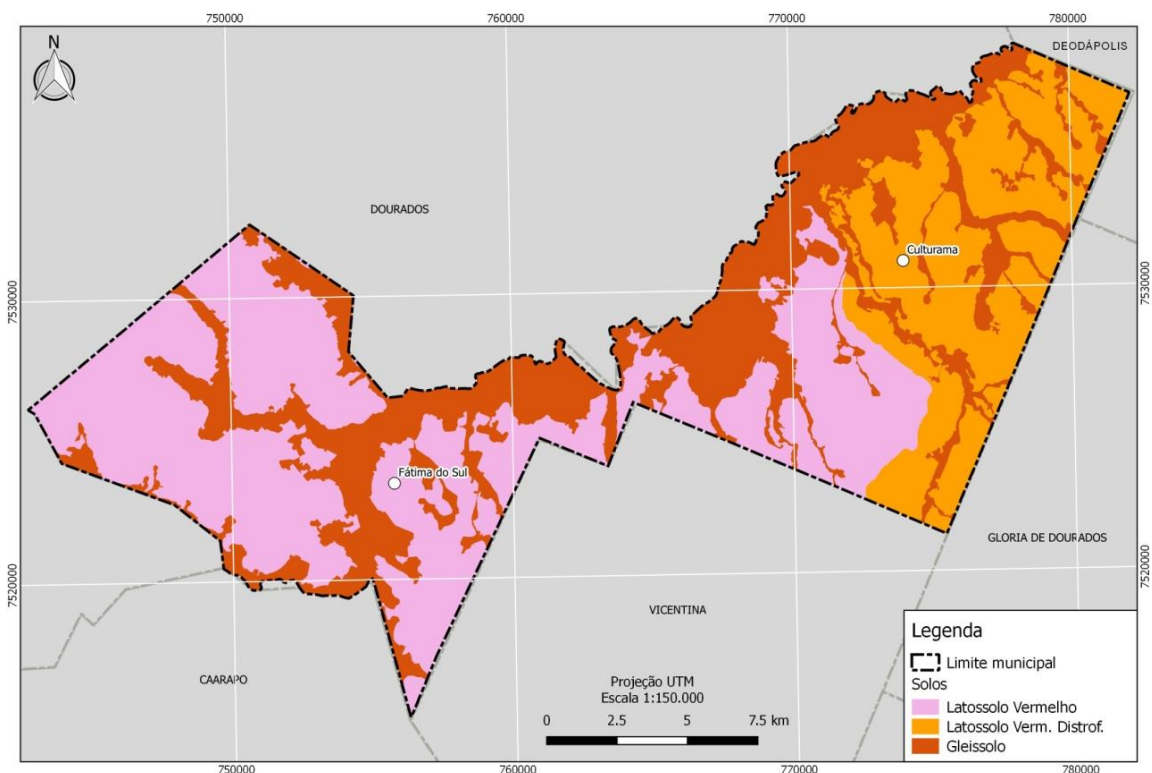 750000
760000
770000
780000
N
DEODÁPOLIS
DOURADOS
Culturama
7530000
7530000
Fátima do Sul
GLORIA DE DOURADOS
7520000
7520000
VICENTINA
CAARAPO
Projeção UTM
Escala 1:150.000
0 2.5 5 7.5 km
Legenda
Limite municipal
Solos
Latossolo Vermelho
Latossolo Verm. Distrof.
Gleissolo
750000
760000
770000
780000